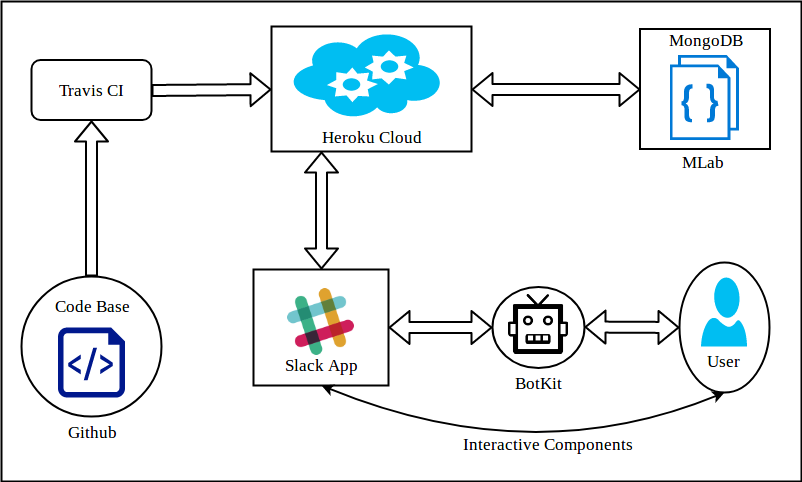 MongoDB
Travis CI
{ }
Heroku Cloud
MLab
Code Base
</>
Slack App
User
BotKit
Github
Interactive Components